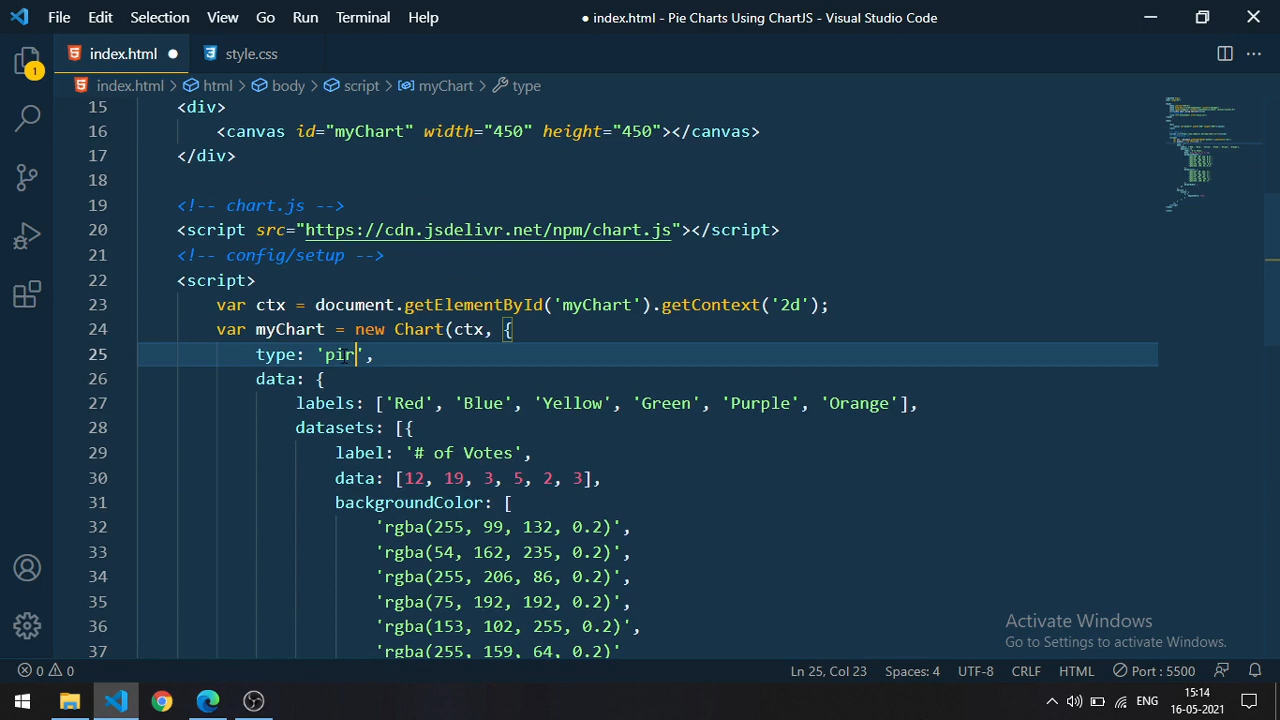 File Edit Selection View Go Run Terminal Help ● index.html - Pie Charts Using ChartJS - Visual Studio Code
index.html ● style.css
index.html > html > body > script > myChart > type
1
15 <div>
16 <canvas id="myChart" width="450" height="450"></canvas>
17 </div>
18
19 <!-- chart.js -->
20 <script src="https://cdn.jsdelivr.net/npm/chart.js"></script>
21 <!-- config/setup -->
22 <script>
23 var ctx = document.getElementById('myChart').getContext('2d');
24 var myChart = new Chart(ctx, {
25 type: 'pir',
26 data: {
27 labels: ['Red', 'Blue', 'Yellow', 'Green', 'Purple', 'Orange'],
28 datasets: [{
29 label: '# of Votes',
30 data: [12, 19, 3, 5, 2, 3],
31 backgroundColor: [
32 'rgba(255, 99, 132, 0.2)',
33 'rgba(54, 162, 235, 0.2)',
34 'rgba(255, 206, 86, 0.2)',
35 'rgba(75, 192, 192, 0.2)',
36 'rgba(153, 102, 255, 0.2)',
37 'rgba(255, 159, 64, 0.2)'
Activate Windows
Go to Settings to activate Windows.
0 0 Ln 25, Col 23 Spaces: 4 UTF-8 CRLF HTML Port : 5500
ENG 15:14
16-05-2021